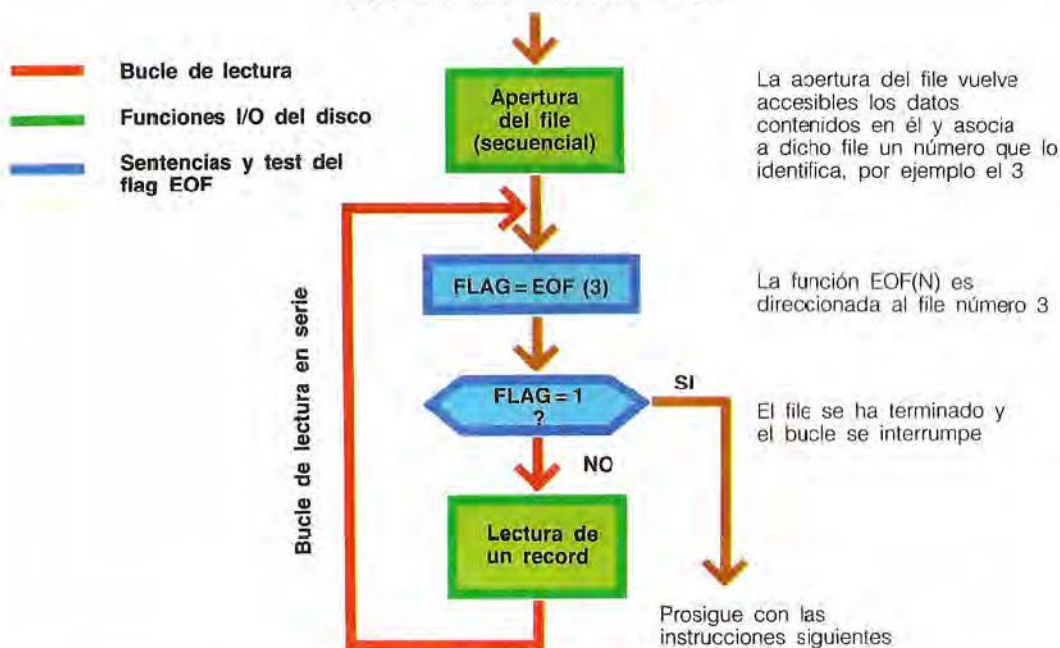 Bucle de lectura
Funciones I/O del disco
Sentencias y test del
flag EOF
Apertura
del file
(secuencial)
La apertura del file vuelve
accesibles los datos
contenidos en él y asocia
a dicho file un número que lo
identifica, por ejemplo el 3
FLAG = EOF (3)
La función EOF(N) es
direccionada al file número 3
Bucle de lectura en serie
FLAG = 1
?
SI
El file se ha terminado y
el bucle se interrumpe
NO
Lectura de
un record
Prosigue con las
instrucciones siguientes